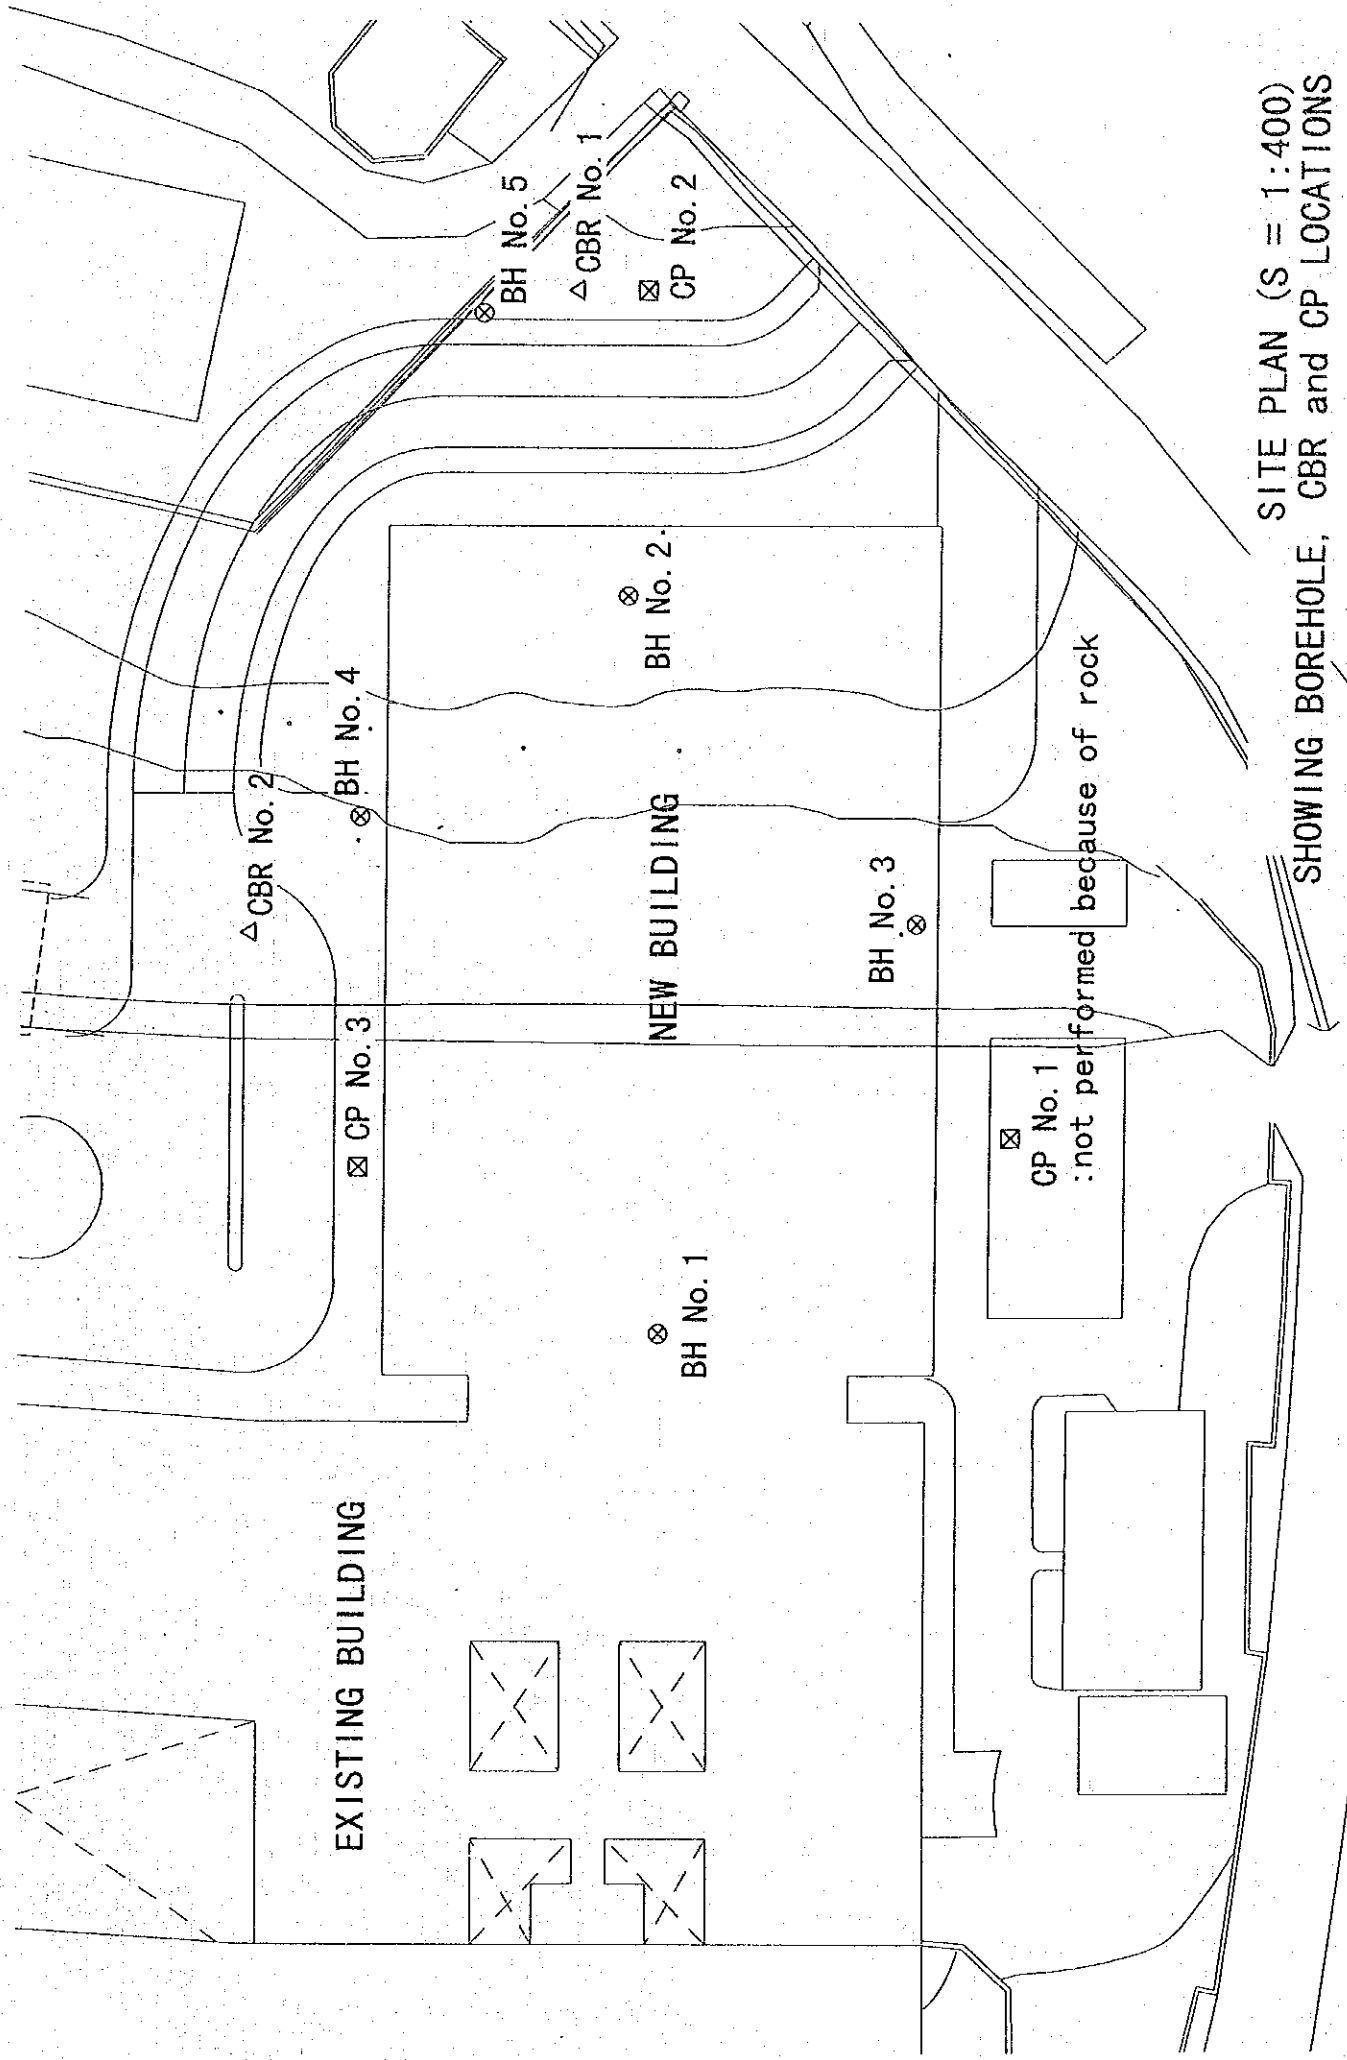 BH No. 5
CBR No. 1
CP No. 2
BH No. 4
CBR No. 2
BH No. 2
NEW BUILDING
BH No. 3
CP No. 3
CP No. 1
:not performed because of rock
BH No. 1
EXISTING BUILDING
SITE PLAN (S = 1:400)
SHOWING BOREHOLE, CBR and CP LOCATIONS